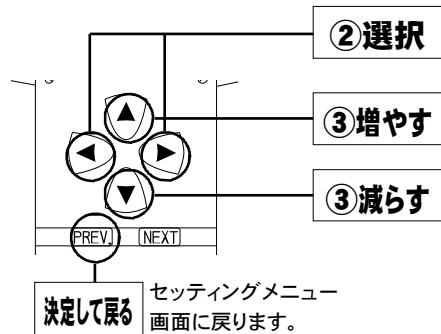 ②選択
③増やす
③減らす
PREV. NEXT
決定して戻る
セッティングメニュー
画面に戻ります。